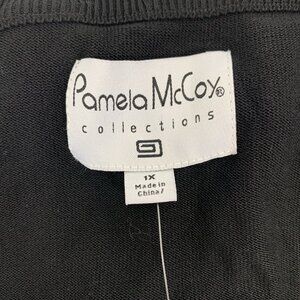 Pamela McCoy®
collections
1X
Made in
China/